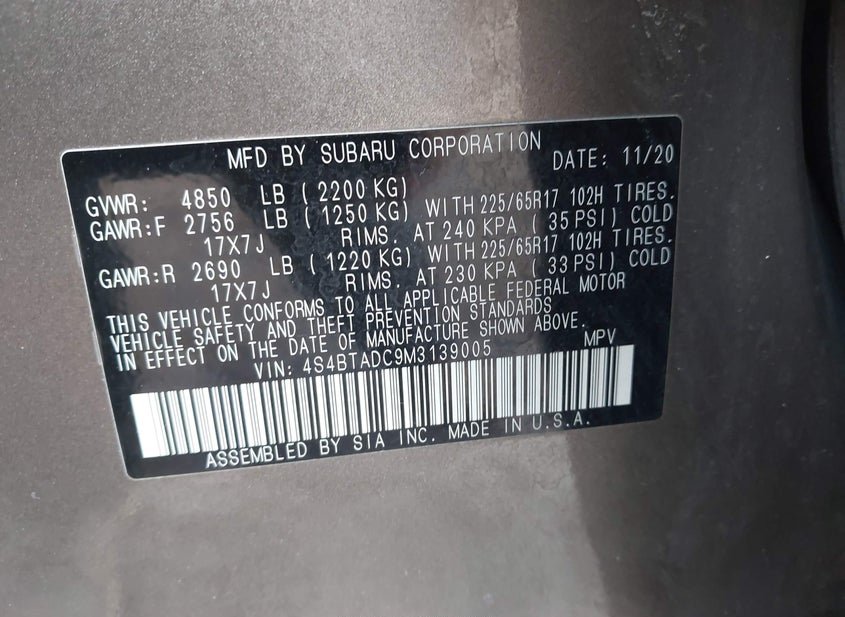 MFD BY SUBARU CORPORATION DATE: 11/20
GVWR: 4850 LB ( 2200 KG)
GAWR:F 2756 LB ( 1250 KG) WITH 225/65R17 102H TIRES.
17X7J RIMS. AT 240 KPA ( 35 PSI) COLD
GAWR:R 2690 LB ( 1220 KG) WITH 225/65R17 102H TIRES.
17X7J RIMS. AT 230 KPA ( 33 PSI) COLD
THIS VEHICLE CONFORMS TO ALL APPLICABLE FEDERAL MOTOR
VEHICLE SAFETY AND THEFT PREVENTION STANDARDS
IN EFFECT ON THE DATE OF MANUFACTURE SHOWN ABOVE.
VIN: 4S4BTADC9M3139005 MPV
ASSEMBLED BY SIA INC. MADE IN U.S.A.